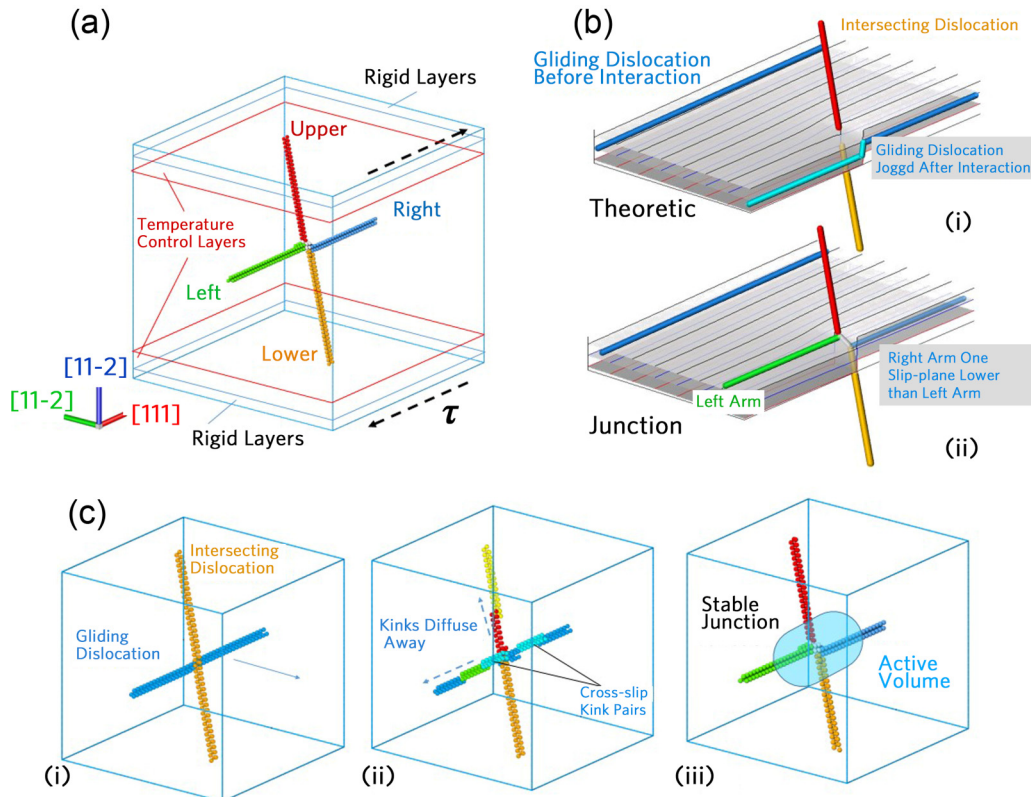 (a)
Rigid Layers
Upper
Right
Temperature
Control Layers
Left
Lower
[11-2]
[11-2]
[111]
τ
Rigid Layers
(b)
Intersecting Dislocation
Gliding Dislocation
Before Interaction
Gliding Dislocation
Joggd After Interaction
Theoretic
(i)
Left Arm
Right Arm One
Slip-plane Lower
than Left Arm
Junction
(ii)
(c)
Intersecting
Dislocation
Gliding
Dislocation
(i)
Kinks Diffuse
Away
Cross-slip
Kink Pairs
(ii)
Stable
Junction
Active
Volume
(iii)